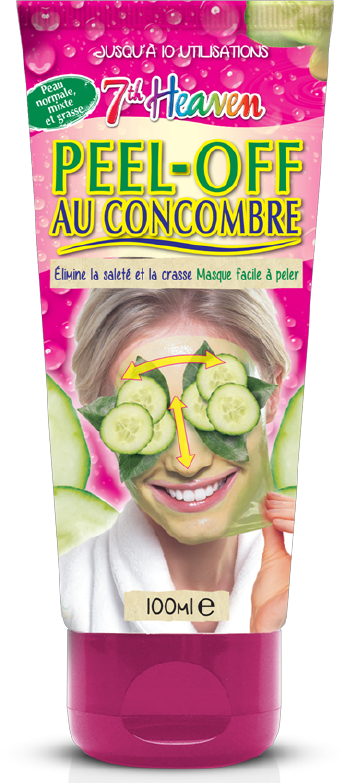 JUSQU'A 10 UTILISATIONS
Peau
normale,
mixte
et grasse
7th Heaven
PEEL-OFF
AU CONCOMBRE
Élimine la saleté et la crasse Masque facile à peler
100ml e